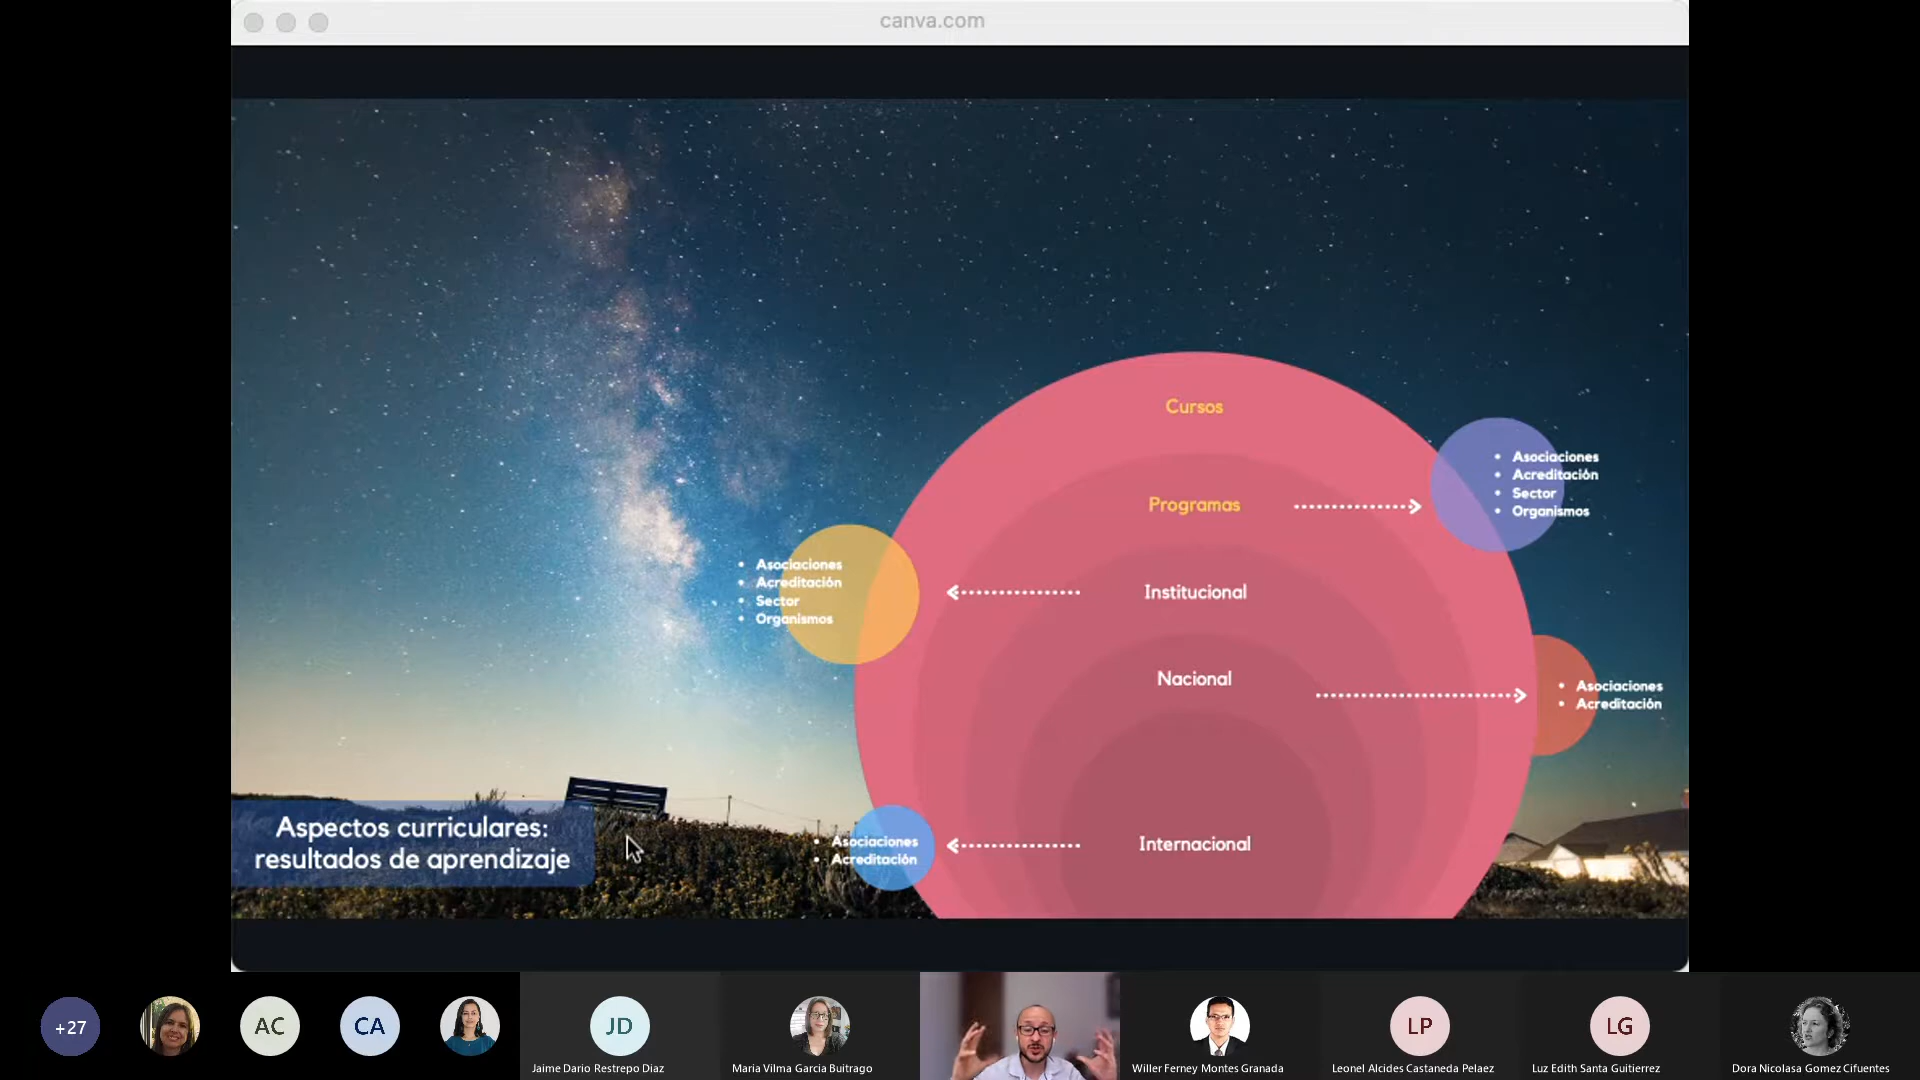 canva.com
Cursos
Programas
• Asociaciones
• Acreditación
• Sector
• Organismos
• Asociaciones
• Acreditación
• Sector
• Organismos
Institucional
Nacional
• Asociaciones
• Acreditación
Aspectos curriculares:
resultados de aprendizaje
• Asociaciones
• Acreditación
Internacional
+27
AC
CA
JD
LP
LG
Jaime Dario Restrepo Diaz
Maria Vilma Garcia Buitrago
Willer Ferney Montes Granada
Leonel Alcides Castaneda Pelaez
Luz Edith Santa Guitierrez
Dora Nicolasa Gomez Cifuentes